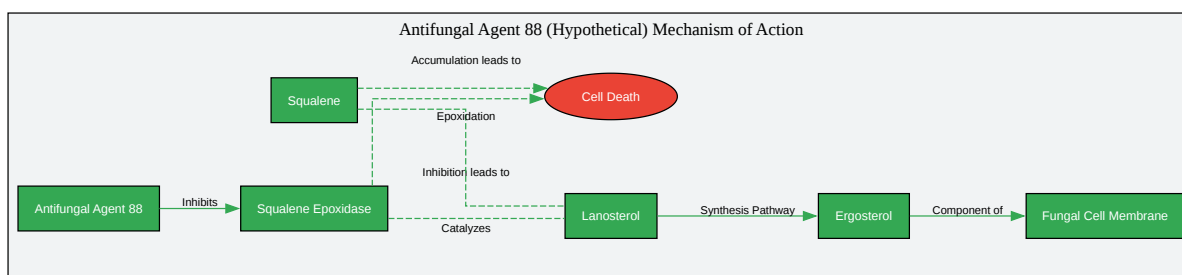 Antifungal Agent 88 (Hypothetical) Mechanism of Action
Accumulation leads to
Squalene
Cell Death
Epoxidation
Inhibition leads to
Antifungal Agent 88
Inhibits
Squalene Epoxidase
Catalyzes
Lanosterol
Synthesis Pathway
Ergosterol
Component of
Fungal Cell Membrane